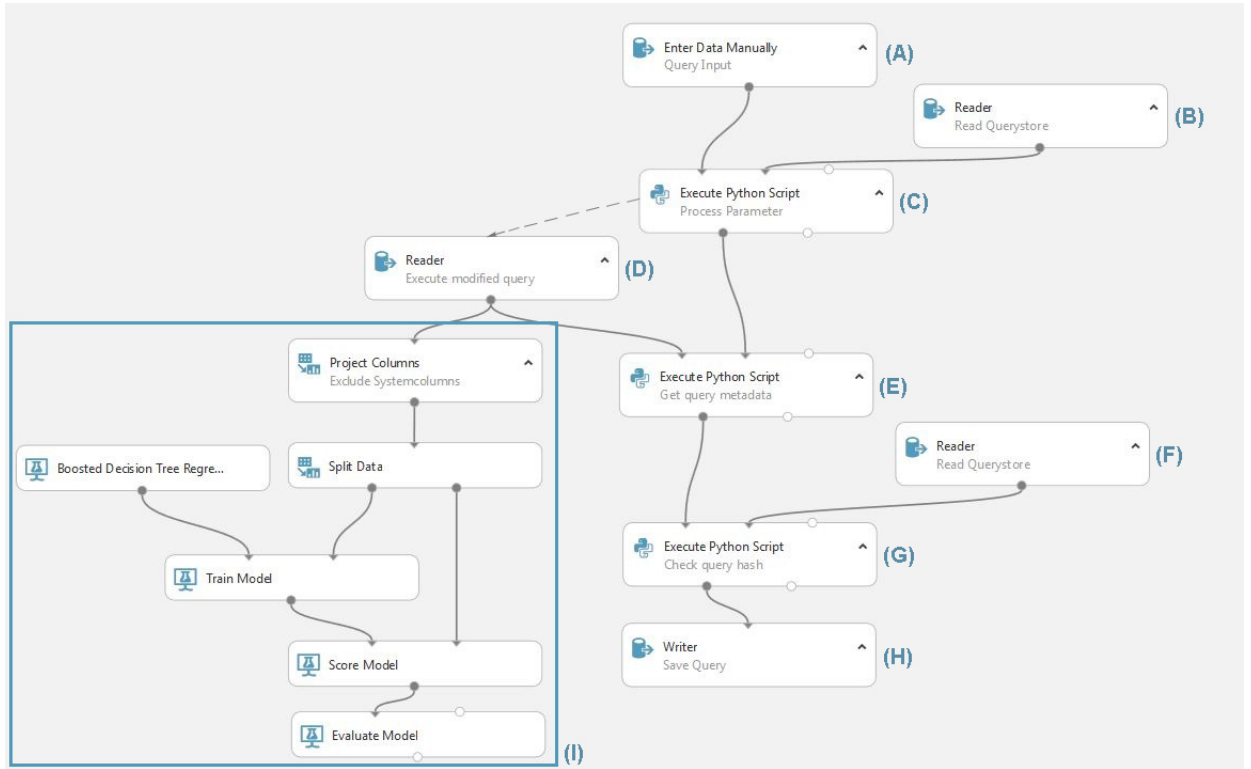 Enter Data Manually
Query Input
(A)
Reader
Read Querystore
(B)
Execute Python Script
Process Parameter
(C)
Reader
Execute modified query
(D)
Project Columns
Exclude Systemcolumns
Execute Python Script
Get query metadata
(E)
Boosted Decision Tree Regre...
Split Data
Reader
Read Querystore
(F)
Execute Python Script
Check query hash
(G)
Train Model
Writer
Save Query
(H)
Score Model
Evaluate Model
(I)